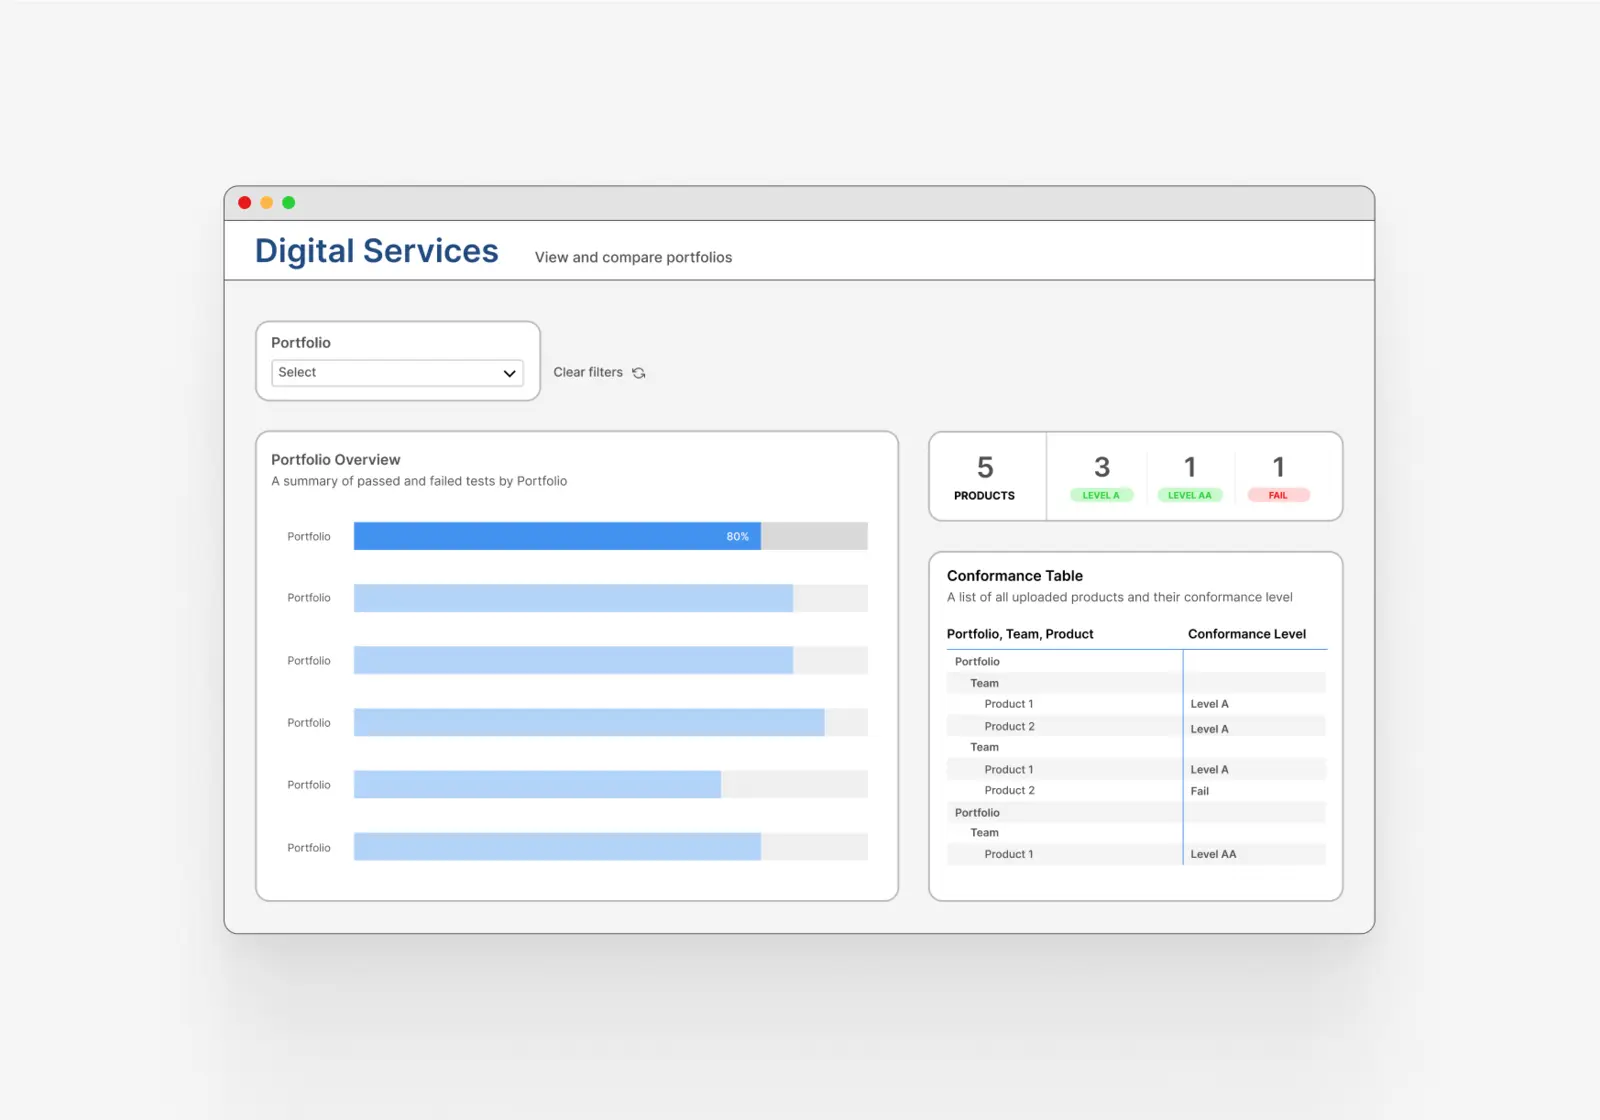 Digital Services
View and compare portfolios
Portfolio
Select
Clear filters
Portfolio Overview
A summary of passed and failed tests by Portfolio
Portfolio 80%
Portfolio
Portfolio
Portfolio
Portfolio
Portfolio
5 3 1 1
PRODUCTS LEVEL A LEVEL AA FAIL
Conformance Table
A list of all uploaded products and their conformance level
Portfolio, Team, Product Conformance Level
Portfolio
Team
Product 1 Level A
Product 2 Level A
Team
Product 1 Level A
Product 2 Fail
Portfolio
Team
Product 1 Level AA